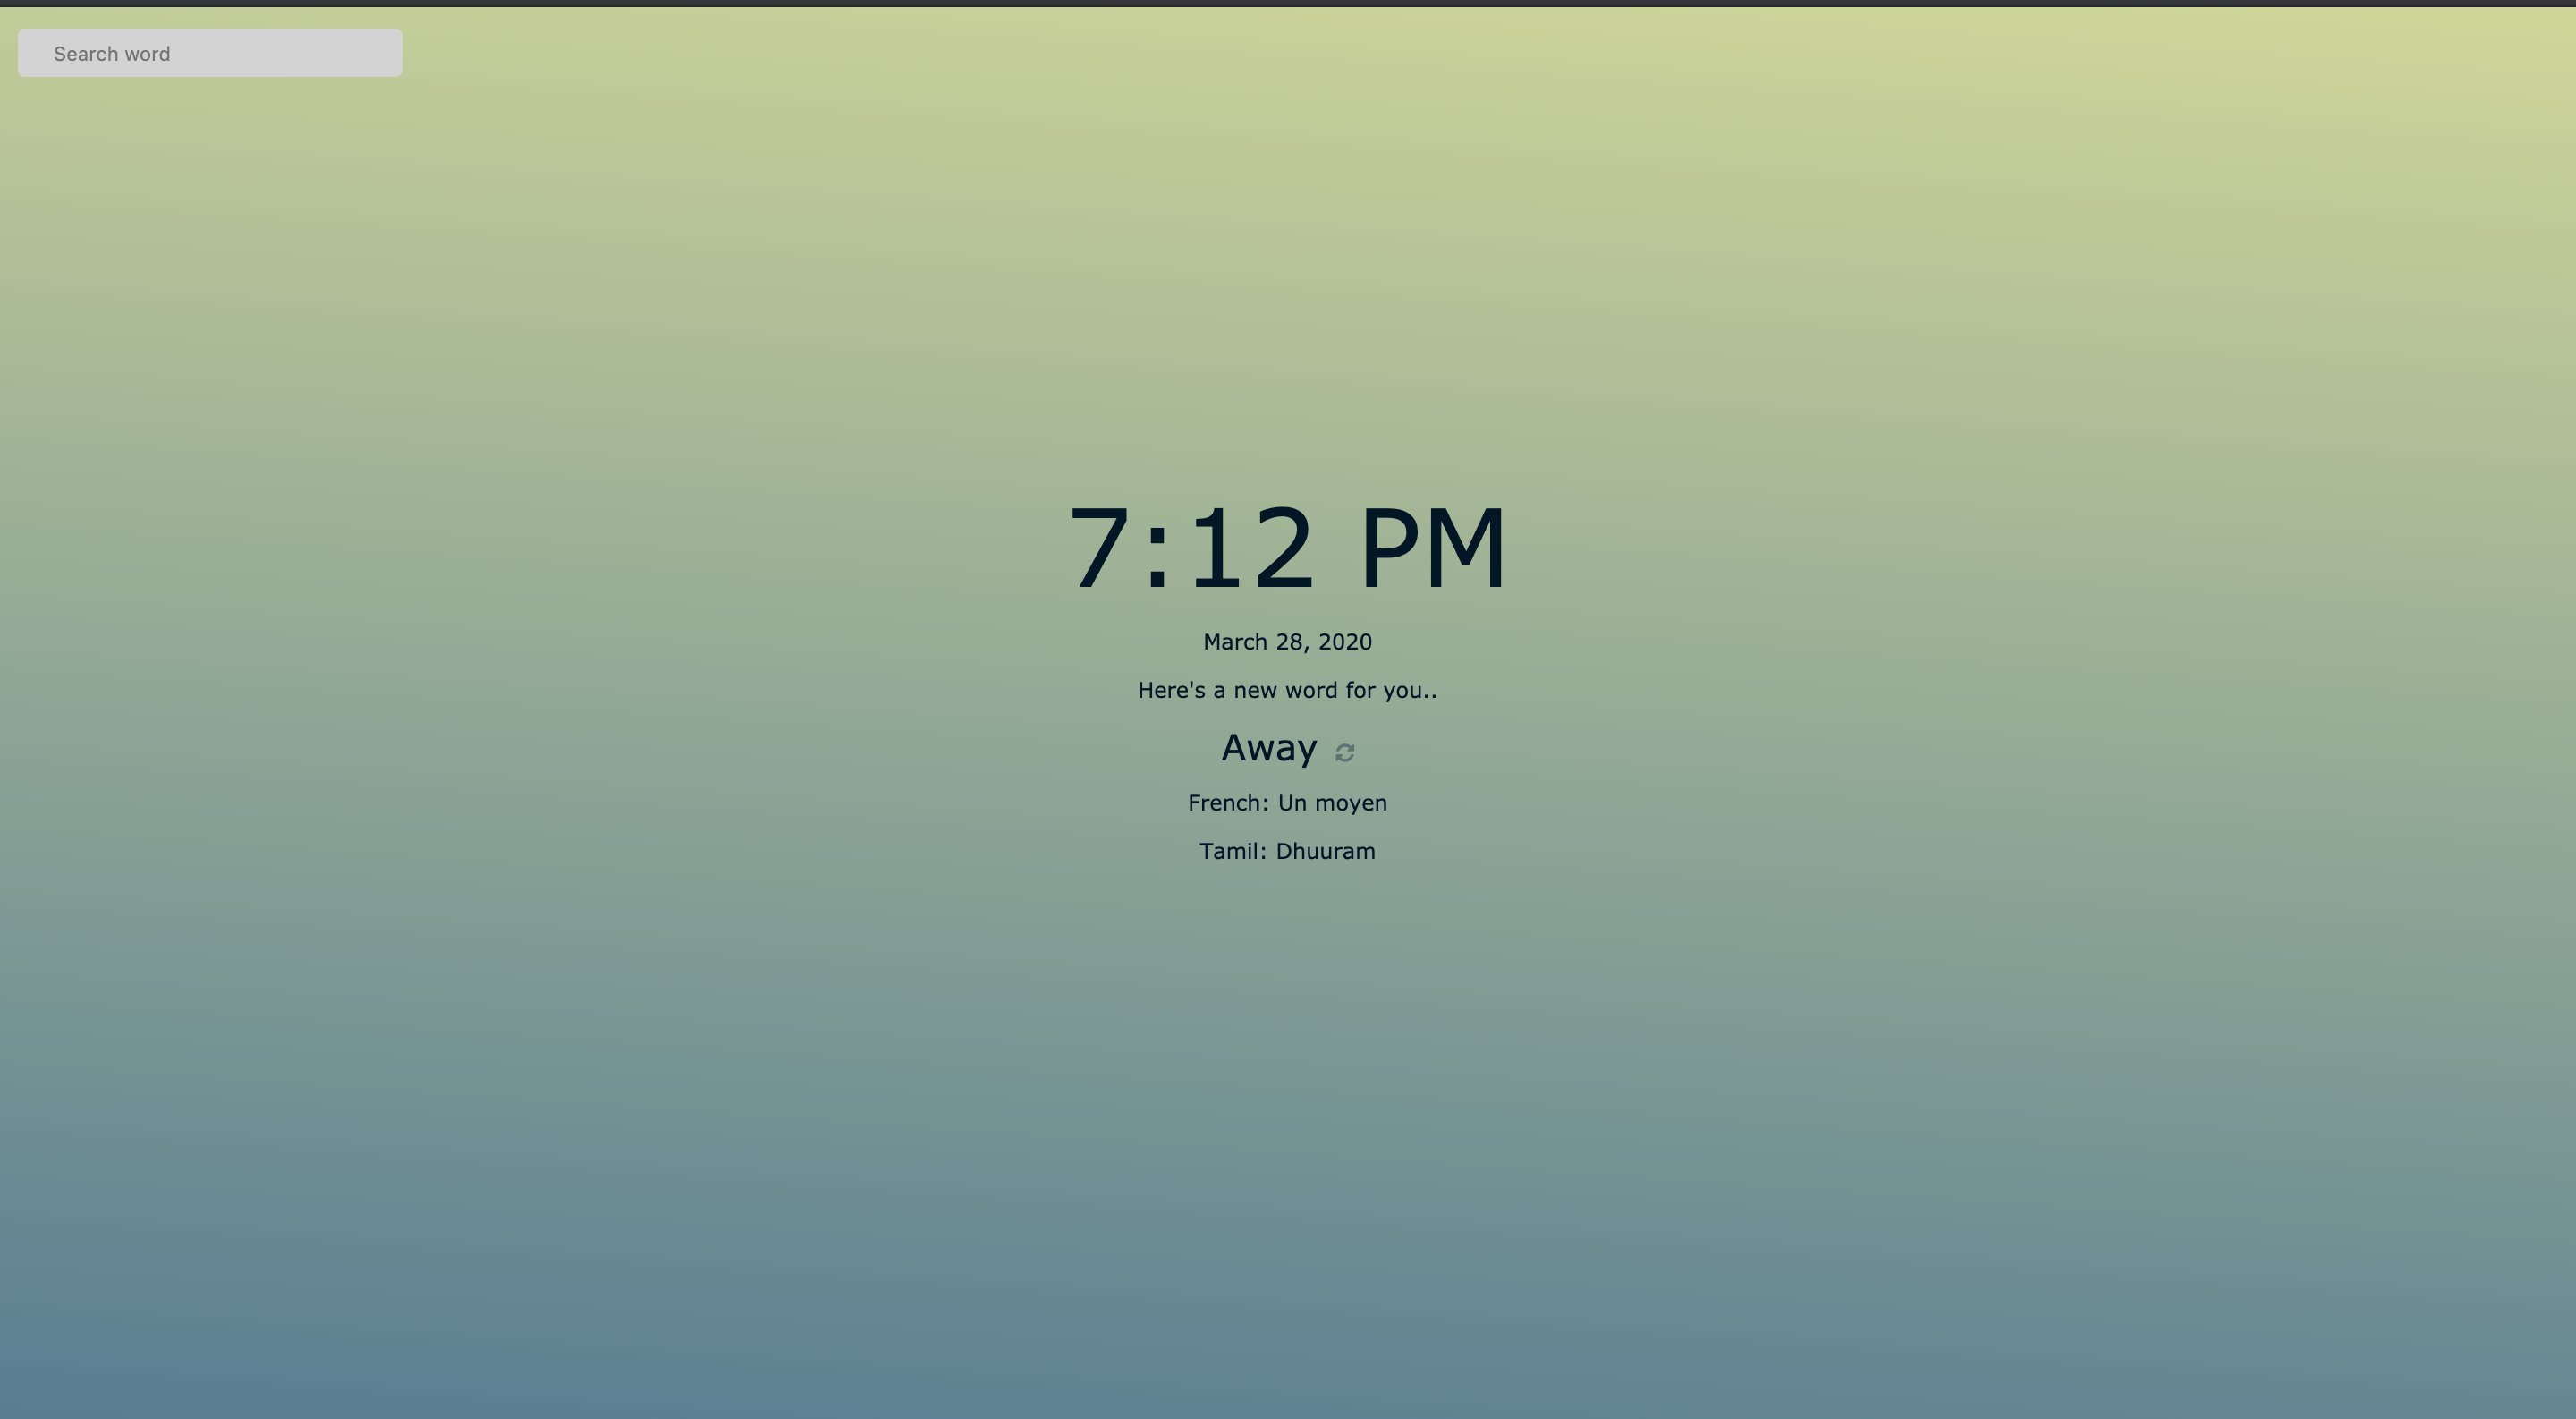 Search word
7:12 PM
March 28, 2020
Here's a new word for you..
Away
French: Un moyen
Tamil: Dhuuram